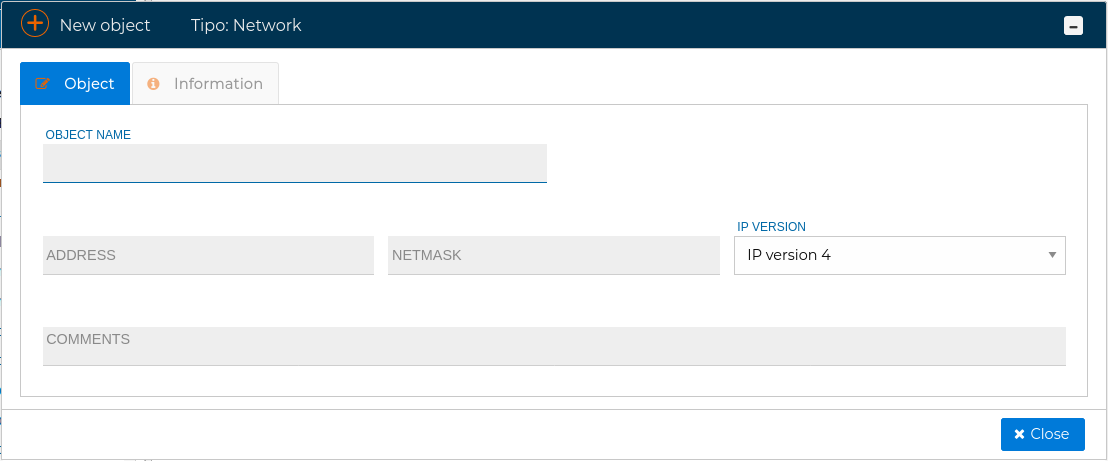 New object Tipo: Network
Object Information
OBJECT NAME
IP VERSION
ADDRESS NETMASK IP version 4
COMMENTS
Close